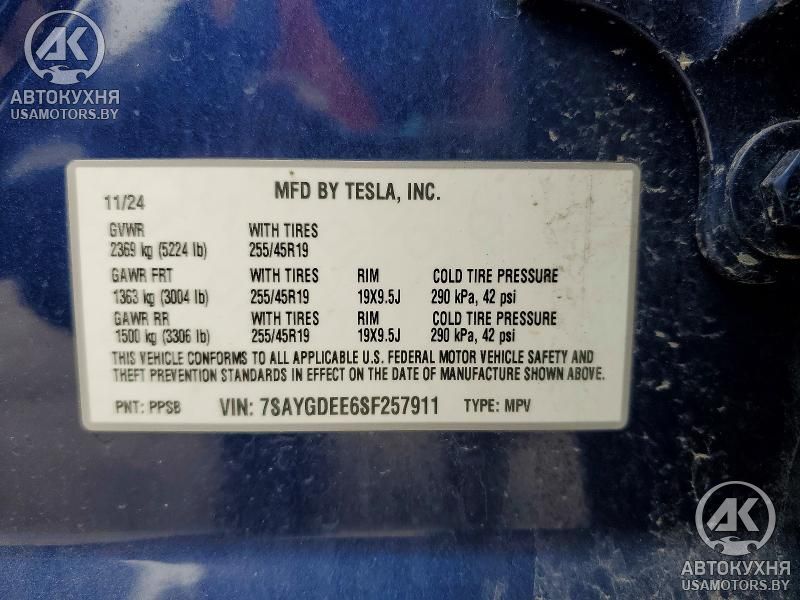 АК
АВТОКУХНЯ
USAMOTORS.BY
MFD BY TESLA, INC.
11/24
GVWR WITH TIRES
2369 kg (5224 lb) 255/45R19
GAWR FRT WITH TIRES RIM COLD TIRE PRESSURE
1363 kg (3004 lb) 255/45R19 19X9.5J 290 kPa, 42 psi
GAWR RR WITH TIRES RIM COLD TIRE PRESSURE
1500 kg (3306 lb) 255/45R19 19X9.5J 290 kPa, 42 psi
THIS VEHICLE CONFORMS TO ALL APPLICABLE U.S. FEDERAL MOTOR VEHICLE SAFETY AND
THEFT PREVENTION STANDARDS IN EFFECT ON THE DATE OF MANUFACTURE SHOWN ABOVE.
PNT: PPSB VIN: 7SAYGDEE6SF257911 TYPE: MPV
АК
АВТОКУХНЯ
USAMOTORS.BY